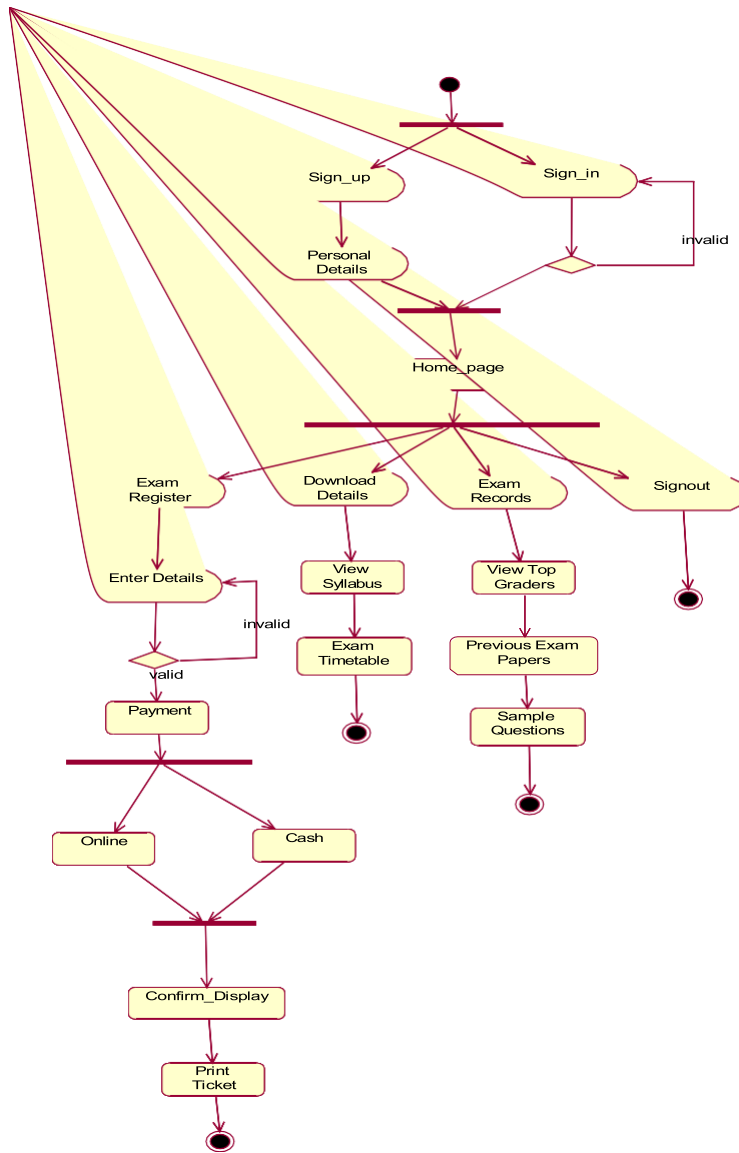 Sign_up
Sign_in
invalid
Personal
Details
Home_page
Exam
Register
Download
Details
Exam
Records
Signout
Enter Details
View
Syllabus
View Top
Graders
invalid
Exam
Timetable
Previous Exam
Papers
valid
Payment
Sample
Questions
Online
Cash
Confirm_Display
Print
Ticket